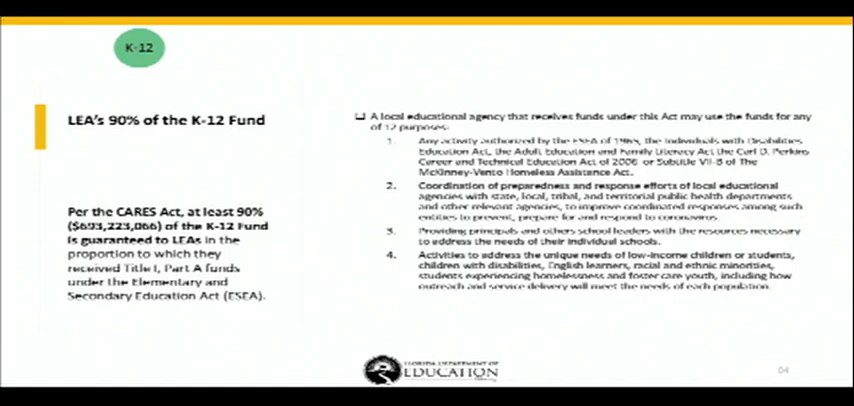 K-12
LEA's 90% of the K-12 Fund
Per the CARES Act, at least 90%
($693,223,066) of the K-12 Fund
is guaranteed to LEAs in the
proportion to which they
received Title I, Part A funds
under the Elementary and
Secondary Education Act (ESEA).
❑ A local educational agency that receives funds under this Act may use the funds for any
of 12 purposes:
1. Any activity authorized by the ESEA of 1965, the Individuals with Disabilities
Education Act, the Adult Education and Family Literacy Act the Carl D. Perkins
Career and Technical Education Act of 2006 or Subtitle VII-B of The
McKinney-Vento Homeless Assistance Act.
2. Coordination of preparedness and response efforts of local educational
agencies with state, local, tribal, and territorial public health departments
and other relevant agencies, to improve coordinated responses among such
entities to prevent, prepare for and respond to coronavirus.
3. Providing principals and others school leaders with the resources necessary
to address the needs of their individual schools.
4. Activities to address the unique needs of low-income children or students,
children with disabilities, English learners, racial and ethnic minorities,
students experiencing homelessness and foster care youth, including how
outreach and service delivery will meet the needs of each population.
FLORIDA DEPARTMENT OF
EDUCATION
04